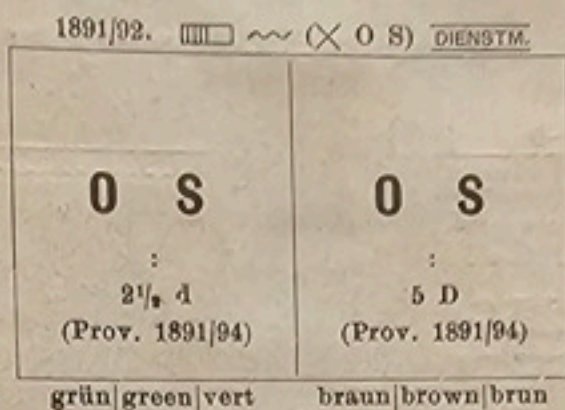 1891/92. (X O S) DIENSTM.
O S O S
: :
2½ d 5 D
(Prov. 1891/94) (Prov. 1891/94)
grün|green|vert braun|brown|brun